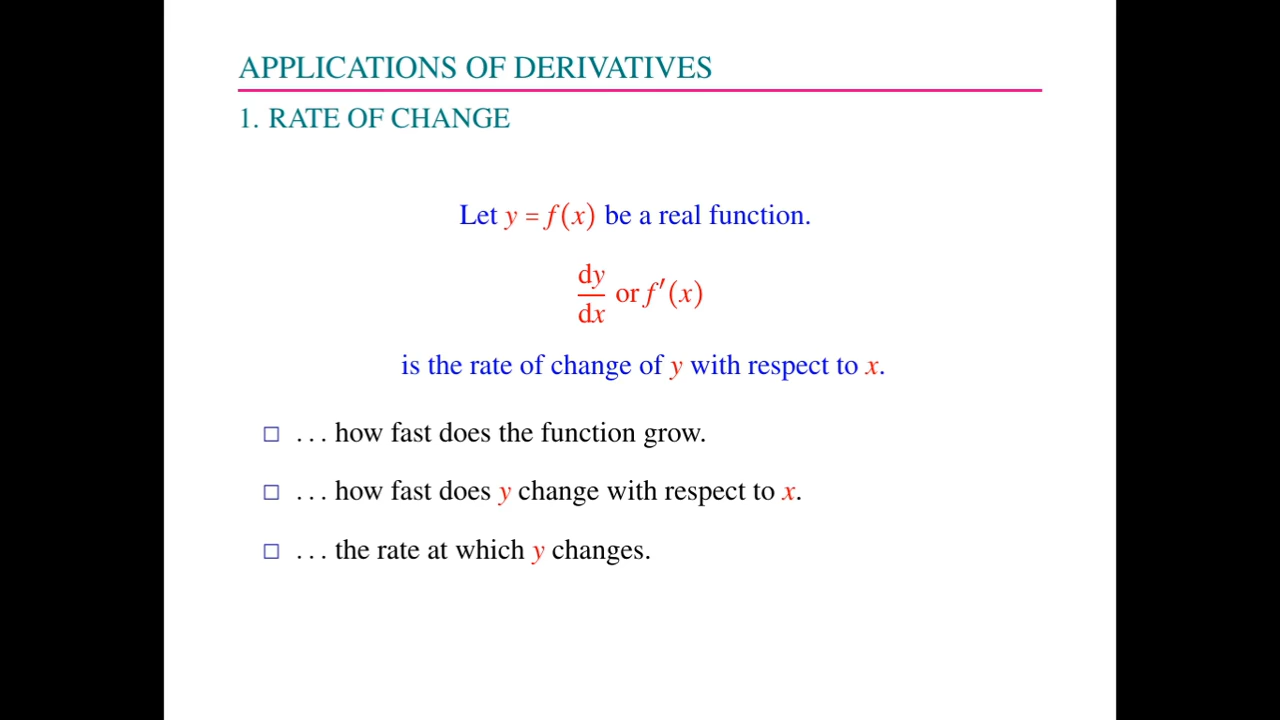 APPLICATIONS OF DERIVATIVES
1. RATE OF CHANGE
Let y = f(x) be a real function.
dy/dx or f′(x)
is the rate of change of y with respect to x.
... how fast does the function grow.
... how fast does y change with respect to x.
... the rate at which y changes.